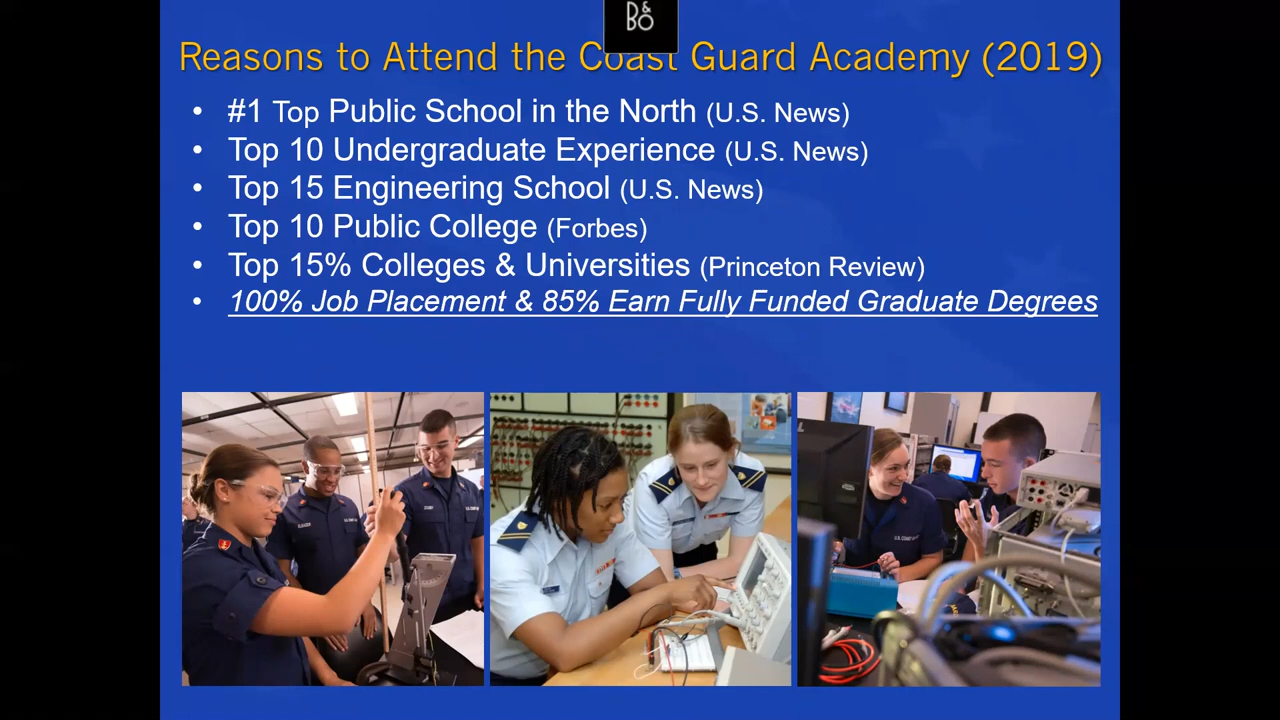 B&O
Reasons to Attend the Coast Guard Academy (2019)
• #1 Top Public School in the North (U.S. News)
• Top 10 Undergraduate Experience (U.S. News)
• Top 15 Engineering School (U.S. News)
• Top 10 Public College (Forbes)
• Top 15% Colleges & Universities (Princeton Review)
• 100% Job Placement & 85% Earn Fully Funded Graduate Degrees